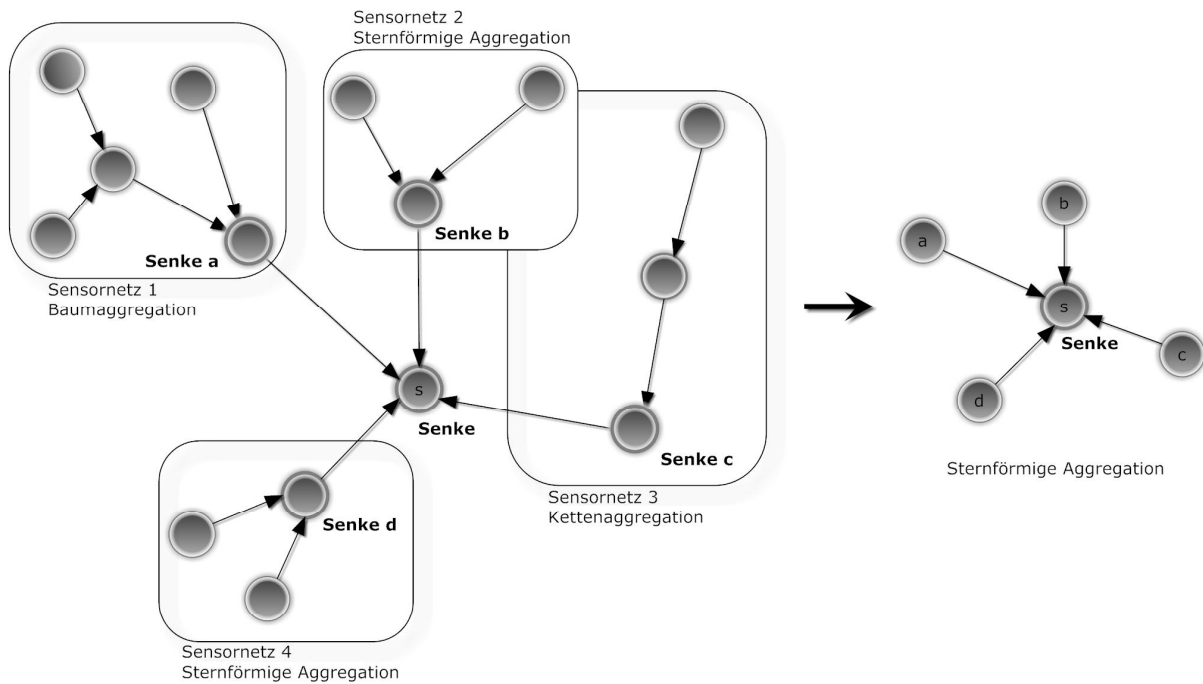 Sensornetz 2
Sternförmige Aggregation
Senke a
Sensornetz 1
Baumaggregation
Senke b
s
Senke
Senke c
Sensornetz 3
Kettenaggregation
Senke d
Sensornetz 4
Sternförmige Aggregation
a
b
s
Senke
c
d
Sternförmige Aggregation